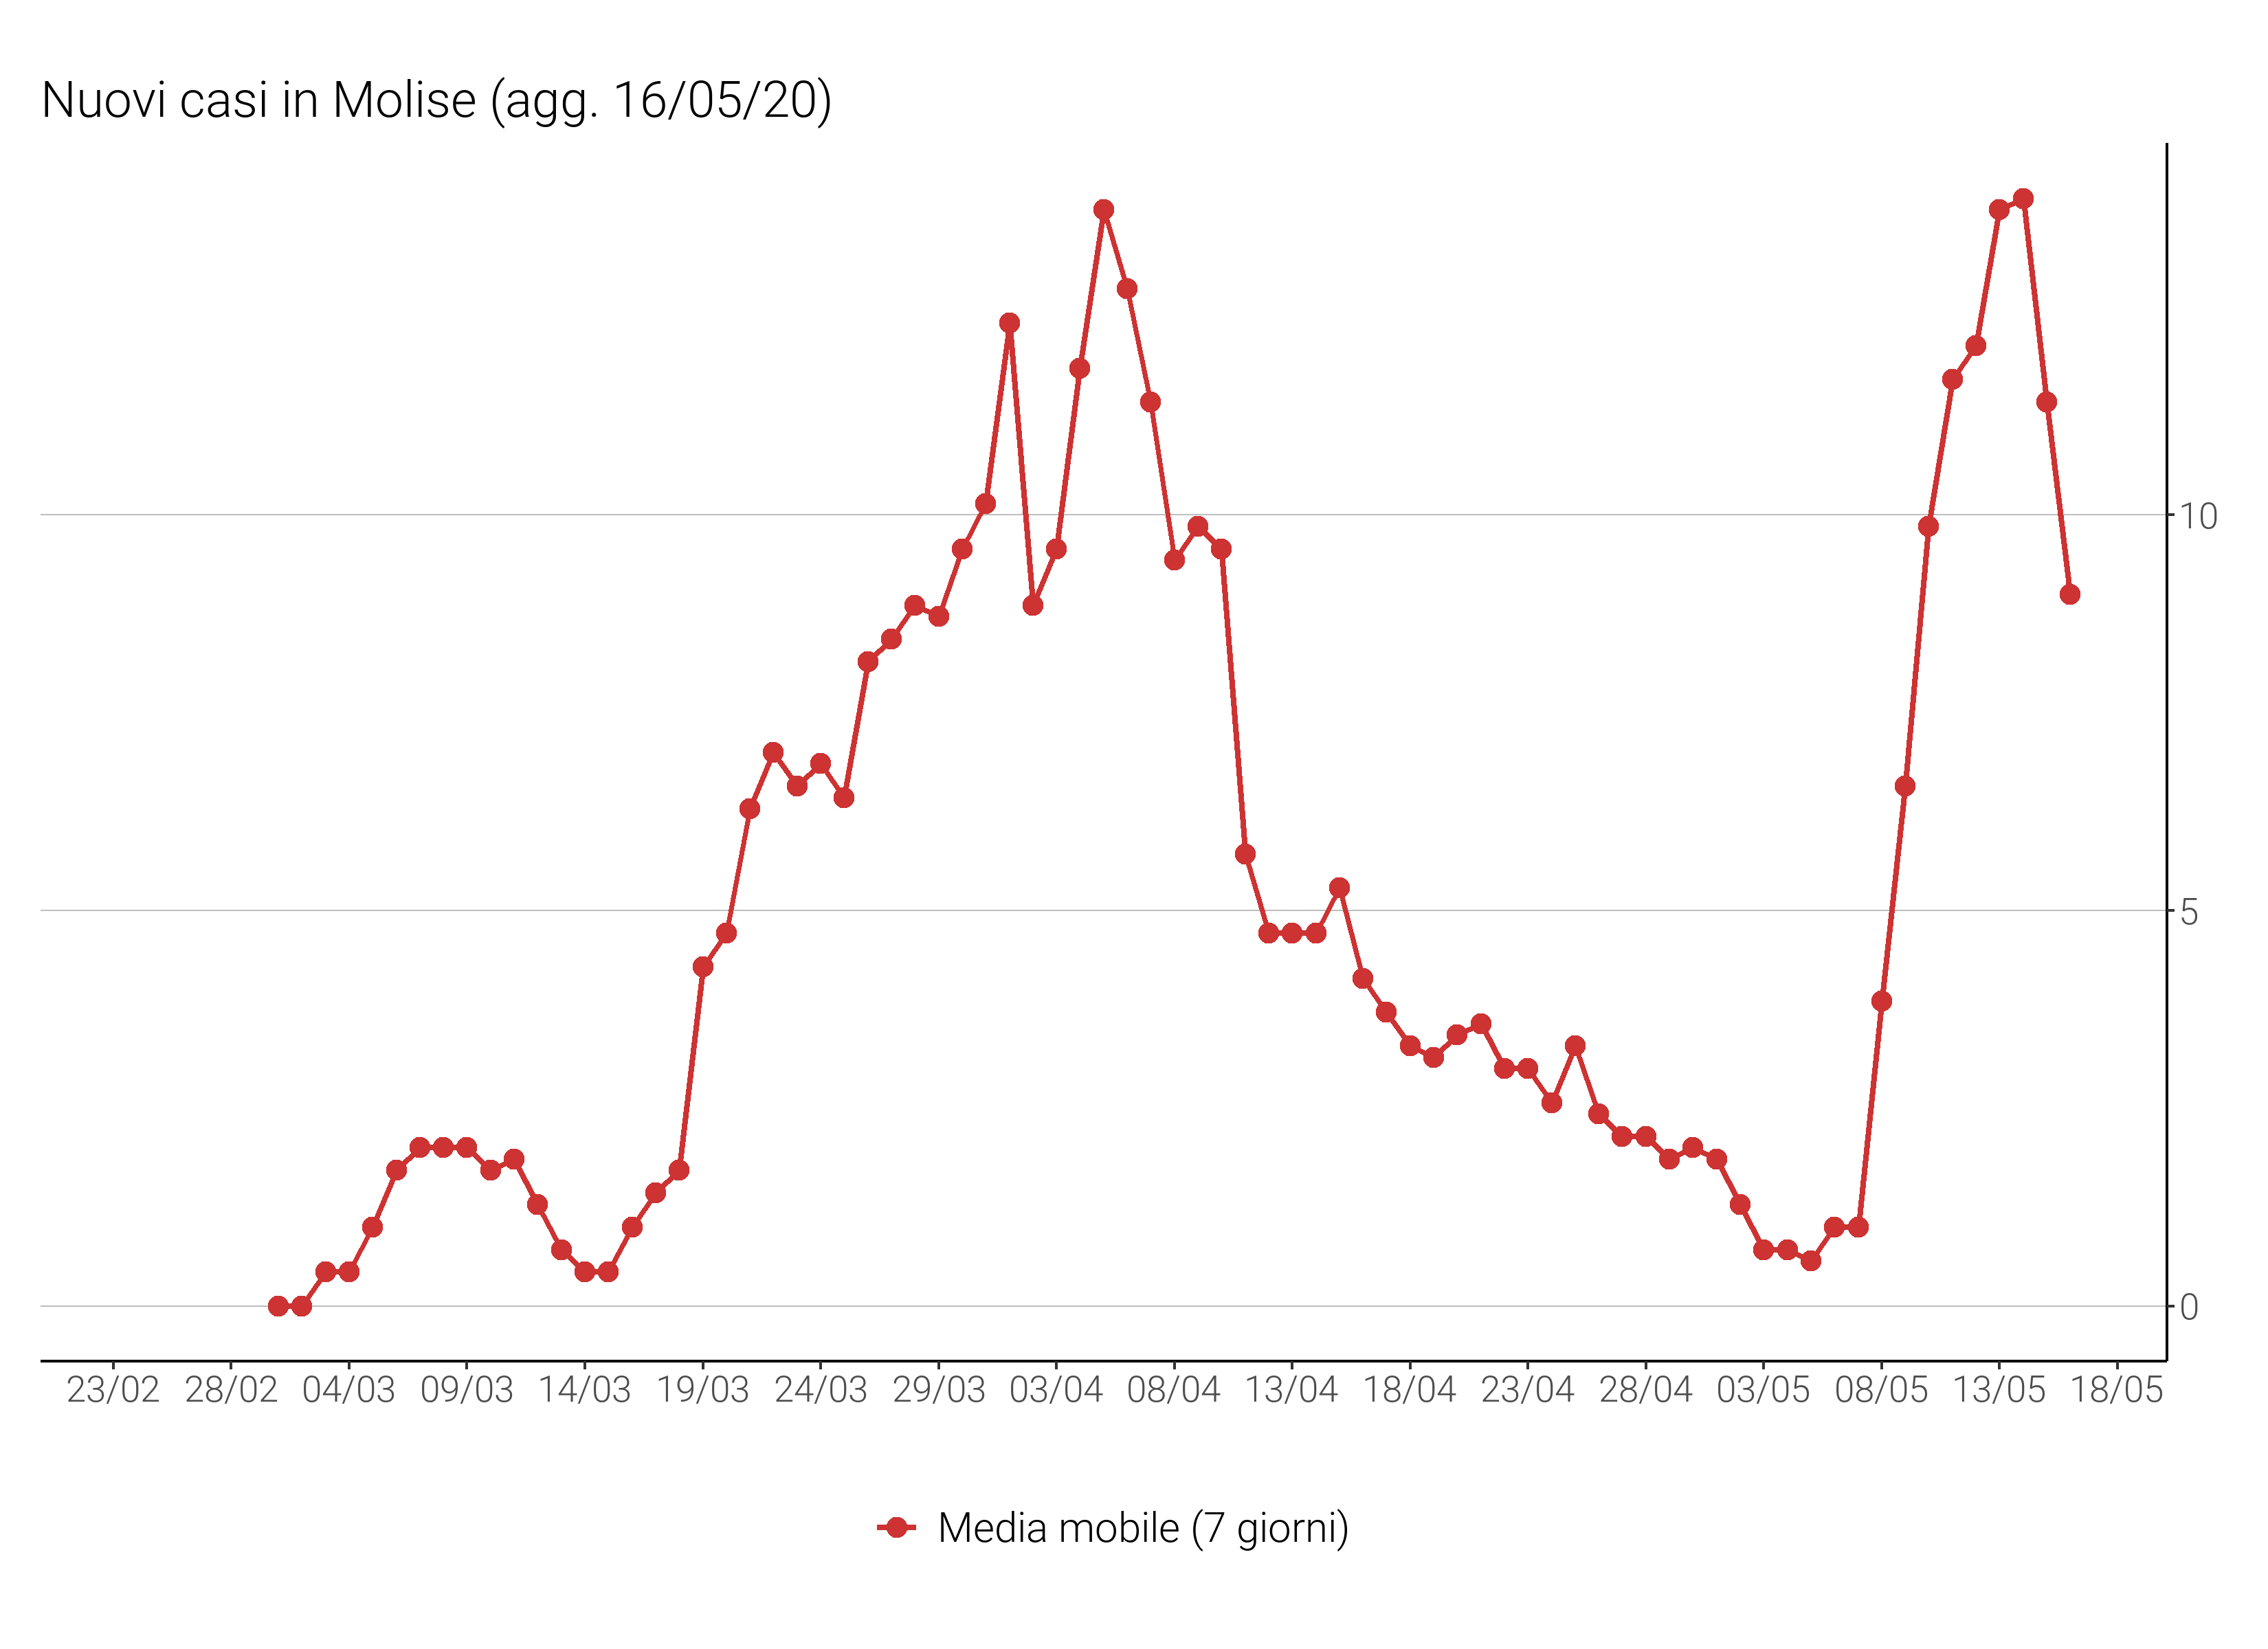 Nuovi casi in Molise (agg. 16/05/20)
10
5
0
23/02 28/02 04/03 09/03 14/03 19/03 24/03 29/03 03/04 08/04 13/04 18/04 23/04 28/04 03/05 08/05 13/05 18/05
Media mobile (7 giorni)